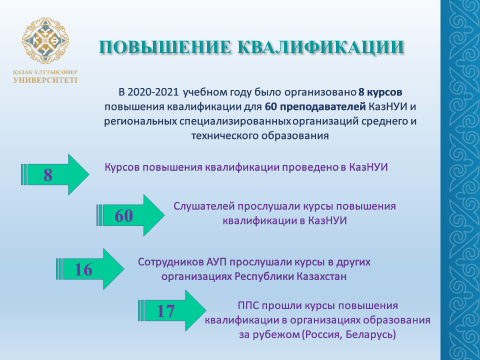 ҚАЗАҚ ҰЛТТЫҚ ӨНЕР
УНИВЕРСИТЕТІ
ПОВЫШЕНИЕ КВАЛИФИКАЦИИ
В 2020-2021 учебном году было организовано 8 курсов
повышения квалификации для 60 преподавателей КазНУИ и
региональных специализированных организаций среднего и
технического образования
8
Курсов повышения квалификации проведено в КазНУИ
60
Слушателей прослушали курсы повышения
квалификации в КазНУИ
16
Сотрудников АУП прослушали курсы в других
организациях Республики Казахстан
17
ППС прошли курсы повышения
квалификации в организациях образования
за рубежом (Россия, Беларусь)